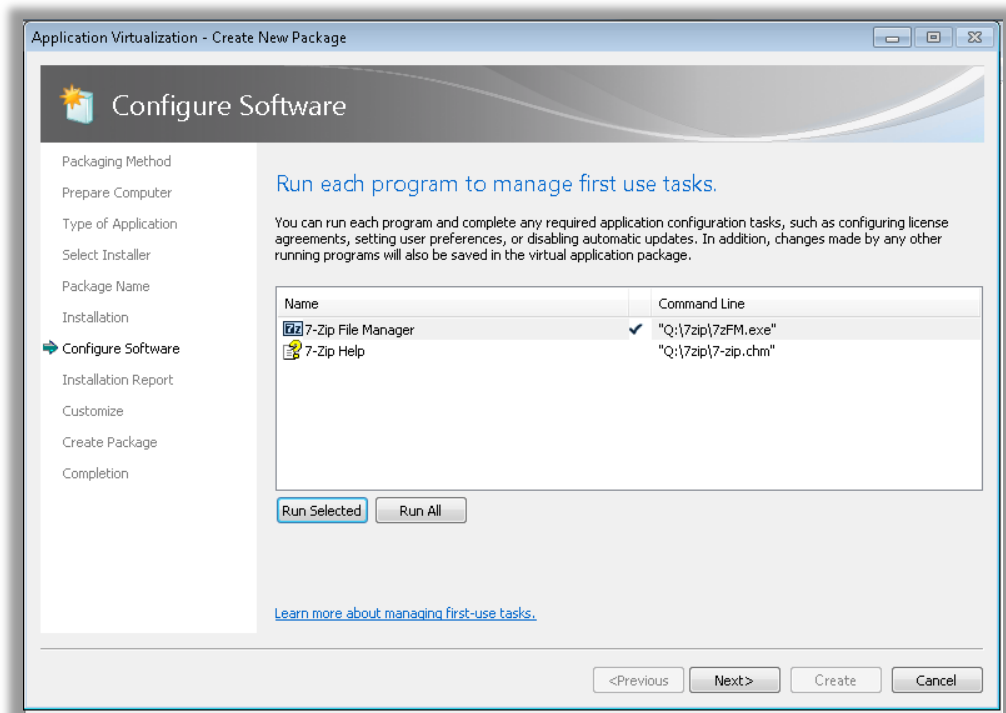 Application Virtualization - Create New Package
Configure Software
Packaging Method
Prepare Computer
Type of Application
Select Installer
Package Name
Installation
Configure Software
Installation Report
Customize
Create Package
Completion
Run each program to manage first use tasks.
You can run each program and complete any required application configuration tasks, such as configuring license
agreements, setting user preferences, or disabling automatic updates. In addition, changes made by any other
running programs will also be saved in the virtual application package.
Name Command Line
7z 7-Zip File Manager "Q:\7zip\7zFM.exe"
7-Zip Help "Q:\7zip\7-zip.chm"
Run Selected Run All
Learn more about managing first-use tasks.
<Previous Next> Create Cancel